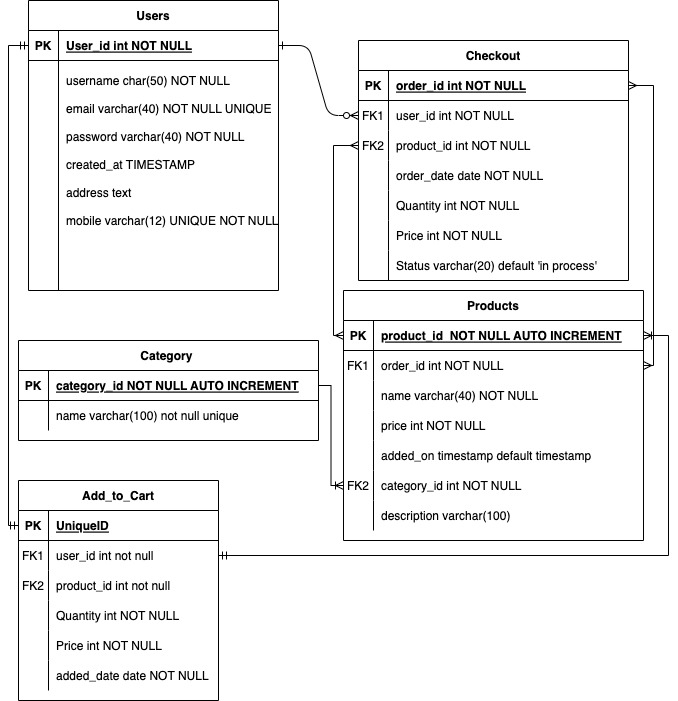 Users
PK User_id int NOT NULL
username char(50) NOT NULL
email varchar(40) NOT NULL UNIQUE
password varchar(40) NOT NULL
created_at TIMESTAMP
address text
mobile varchar(12) UNIQUE NOT NULL
Checkout
PK order_id int NOT NULL
FK1 user_id int NOT NULL
FK2 product_id int NOT NULL
order_date date NOT NULL
Quantity int NOT NULL
Price int NOT NULL
Status varchar(20) default 'in process'
Products
PK product_id NOT NULL AUTO INCREMENT
FK1 order_id int NOT NULL
name varchar(40) NOT NULL
price int NOT NULL
added_on timestamp default timestamp
FK2 category_id int NOT NULL
description varchar(100)
Category
PK category_id NOT NULL AUTO INCREMENT
name varchar(100) not null unique
Add_to_Cart
PK UniqueID
FK1 user_id int not null
FK2 product_id int not null
Quantity int NOT NULL
Price int NOT NULL
added_date date NOT NULL